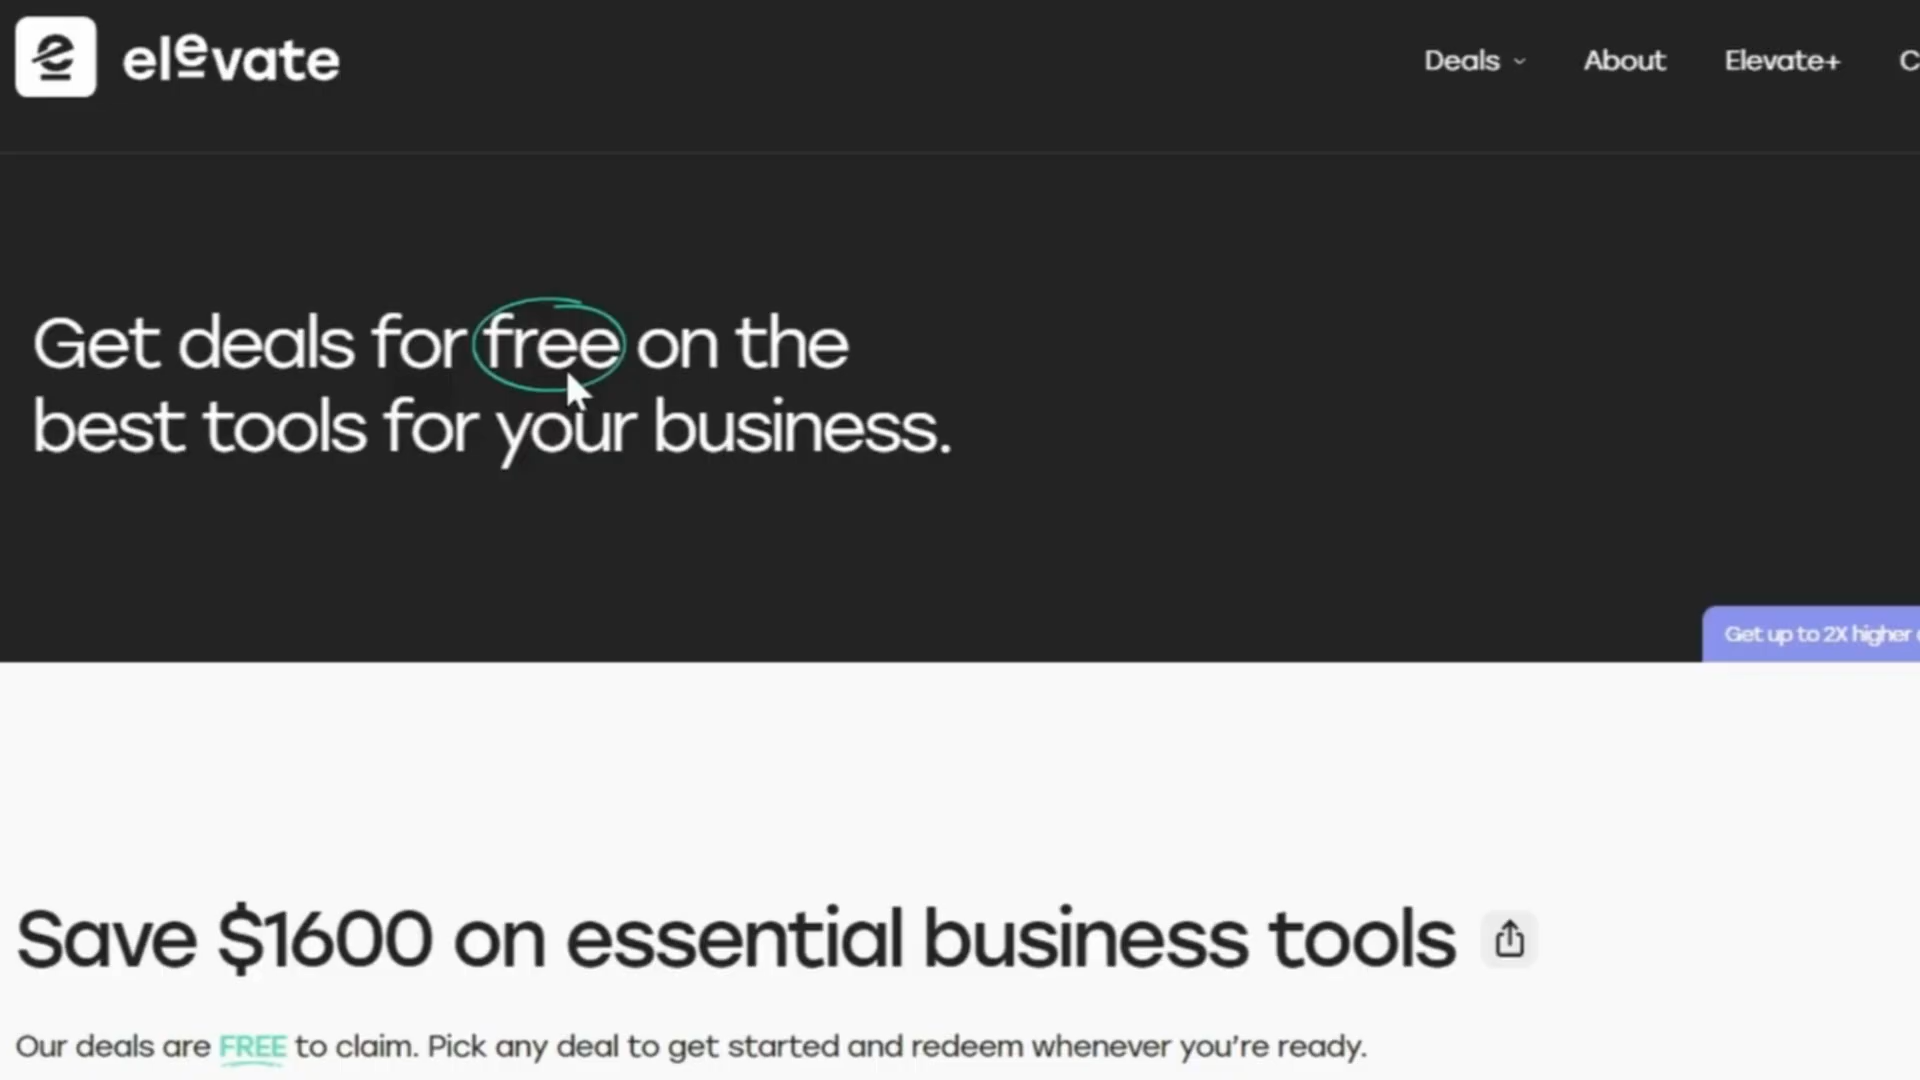 elevate
Deals
About
Elevate+
Get deals for free on the
best tools for your business.
Get up to 2X higher
Save $1600 on essential business tools
Our deals are FREE to claim. Pick any deal to get started and redeem whenever you're ready.